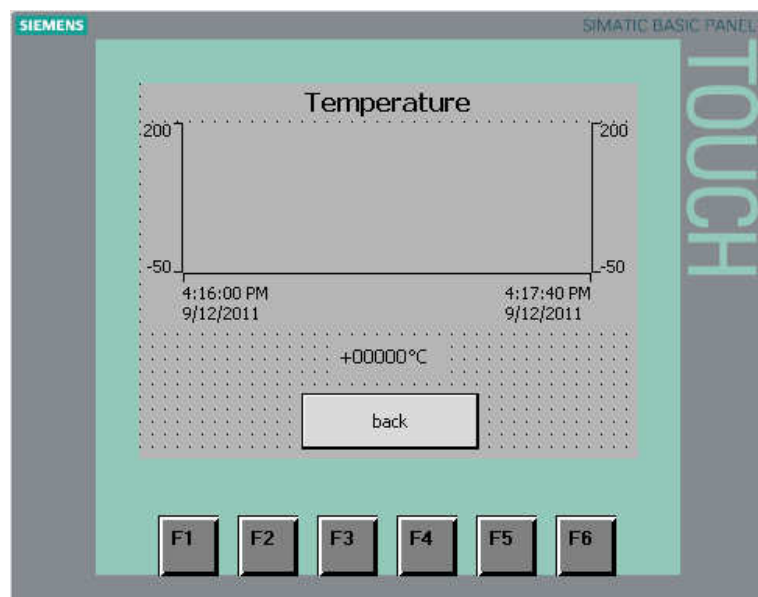 SIEMENS
SIMATIC BASIC PANEL
TOUCH
Temperature
200
200
-50
-50
4:16:00 PM
9/12/2011
4:17:40 PM
9/12/2011
+00000°C
back
F1
F2
F3
F4
F5
F6